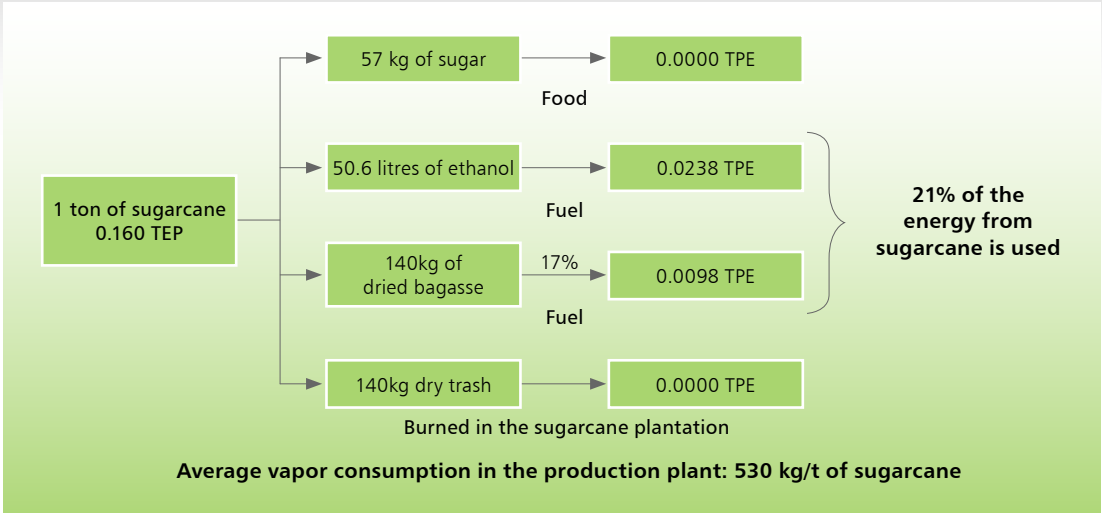 57 kg of sugar
0.0000 TPE
Food
50.6 litres of ethanol
0.0238 TPE
Fuel
1 ton of sugarcane
0.160 TEP
21% of the
energy from
sugarcane is used
140kg of
dried bagasse
17%
0.0098 TPE
Fuel
140kg dry trash
0.0000 TPE
Burned in the sugarcane plantation
Average vapor consumption in the production plant: 530 kg/t of sugarcane